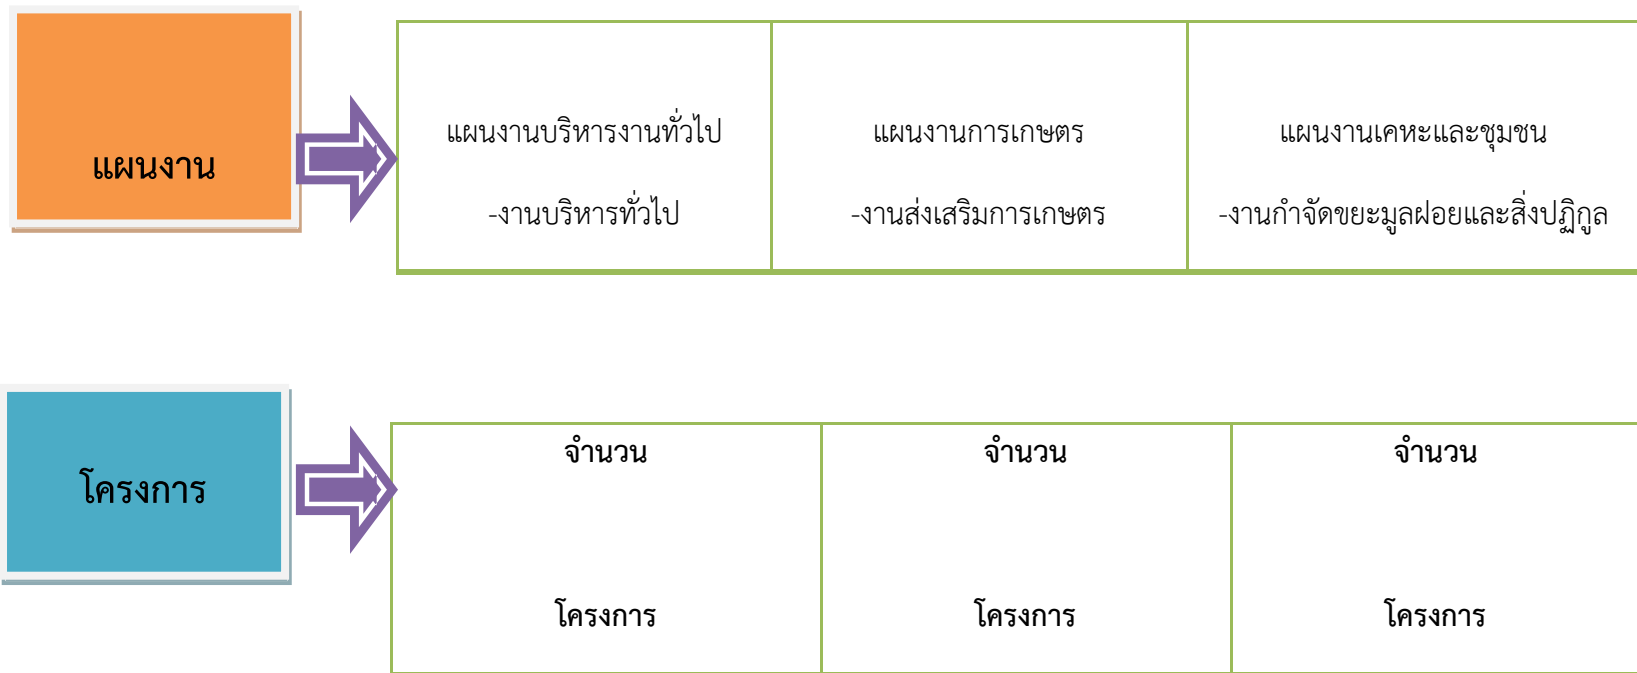 แผนงาน
แผนงานบริหารงานทั่วไป
-งานบริหารทั่วไป
แผนงานการเกษตร
-งานส่งเสริมการเกษตร
แผนงานเคหะและชุมชน
-งานกำจัดขยะมูลฝอยและสิ่งปฏิกูล
โครงการ
จำนวน
โครงการ
จำนวน
โครงการ
จำนวน
โครงการ